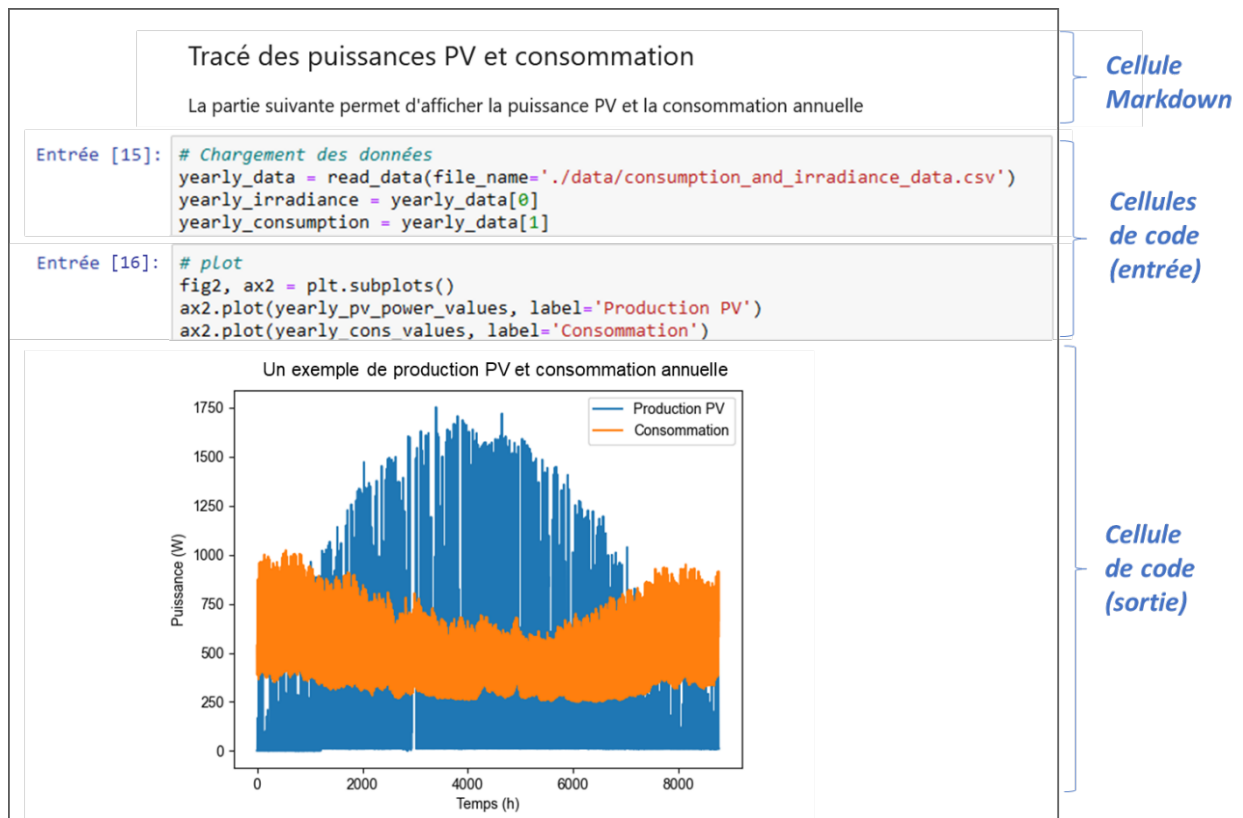 Tracé des puissances PV et consommation
La partie suivante permet d'afficher la puissance PV et la consommation annuelle
Cellule
Markdown
Entrée [15]:
# Chargement des données
yearly_data = read_data(file_name='./data/consumption_and_irradiance_data.csv')
yearly_irradiance = yearly_data[0]
yearly_consumption = yearly_data[1]
Entrée [16]:
# plot
fig2, ax2 = plt.subplots()
ax2.plot(yearly_pv_power_values, label='Production PV')
ax2.plot(yearly_cons_values, label='Consommation')
Cellules
de code
(entrée)
Un exemple de production PV et consommation annuelle
Production PV
Consommation
1750
1500
1250
1000
750
500
250
0
Puissance (W)
0 2000 4000 6000 8000
Temps (h)
Cellule
de code
(sortie)